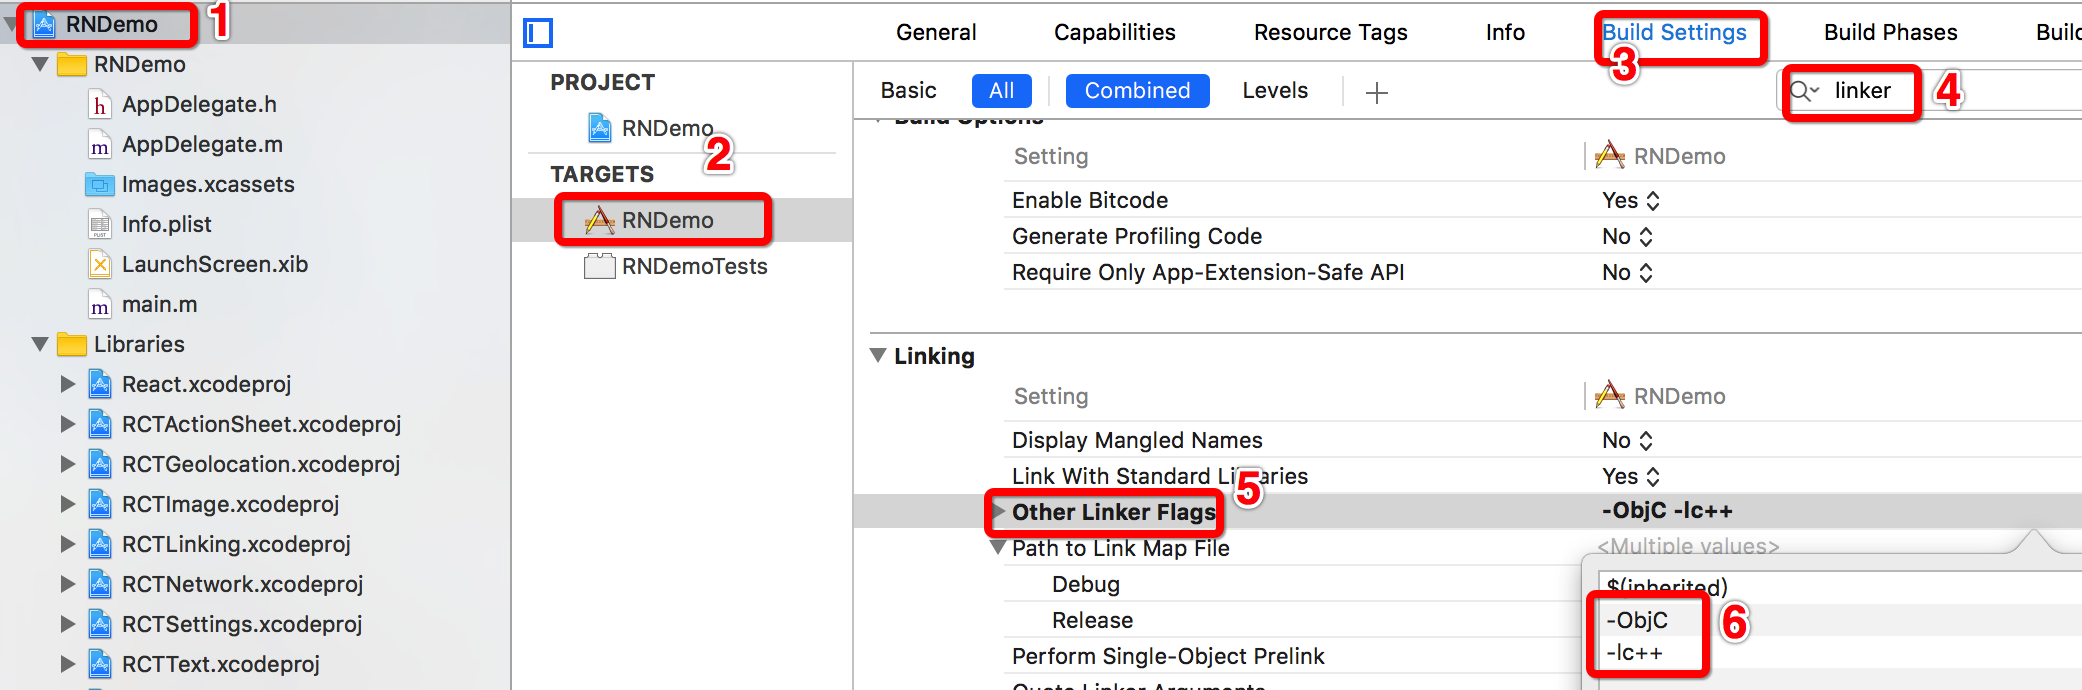 RNDemo
1
RNDemo
AppDelegate.h
AppDelegate.m
Images.xcassets
Info.plist
LaunchScreen.xib
main.m
Libraries
React.xcodeproj
RCTActionSheet.xcodeproj
RCTGeolocation.xcodeproj
RCTImage.xcodeproj
RCTLinking.xcodeproj
RCTNetwork.xcodeproj
RCTSettings.xcodeproj
RCTText.xcodeproj
PROJECT
RNDemo
2
TARGETS
RNDemo
RNDemoTests
General Capabilities Resource Tags Info Build Settings Build Phases Buil
3
Basic All Combined Levels + linker
4
Build Options
Setting RNDemo
Enable Bitcode Yes
Generate Profiling Code No
Require Only App-Extension-Safe API No
Linking
Setting RNDemo
Display Mangled Names No
Link With Standard Libraries Yes
5
Other Linker Flags -ObjC -lc++
Path to Link Map File <Multiple values>
Debug
Release
Perform Single-Object Prelink
Quote Linker Arguments
$(inherited)
-ObjC
-lc++
6